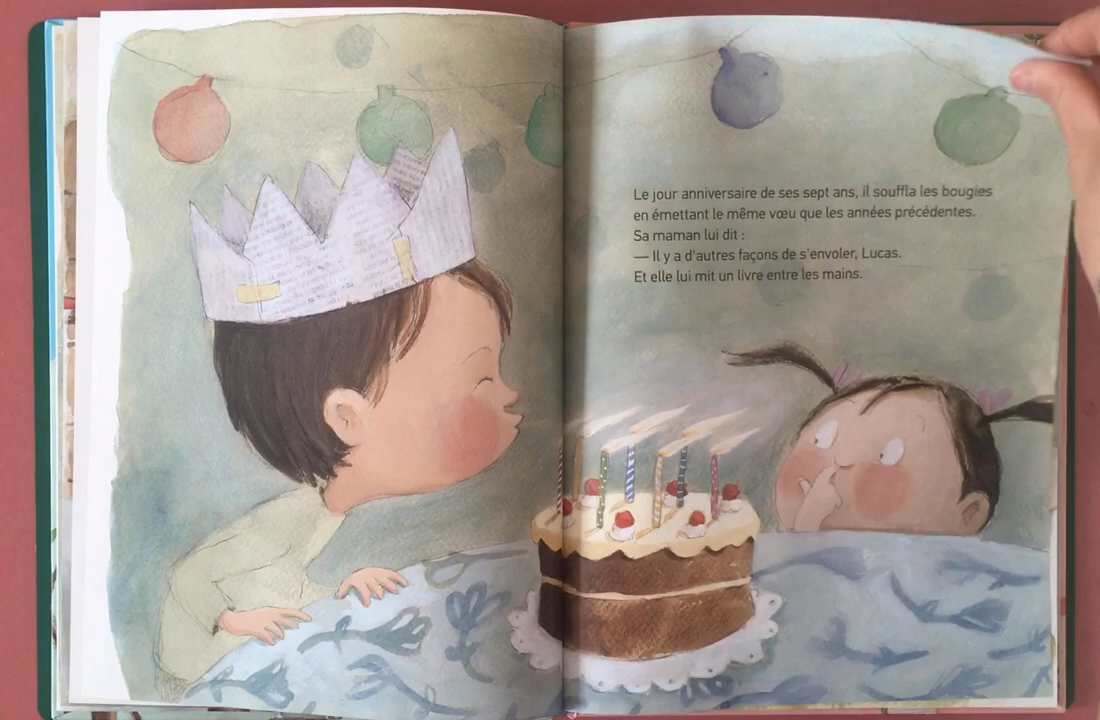 Le jour anniversaire de ses sept ans, il souffla les bougies
en émettant le même vœu que les années précédentes.
Sa maman lui dit :
— Il y a d'autres façons de s'envoler, Lucas.
Et elle lui mit un livre entre les mains.